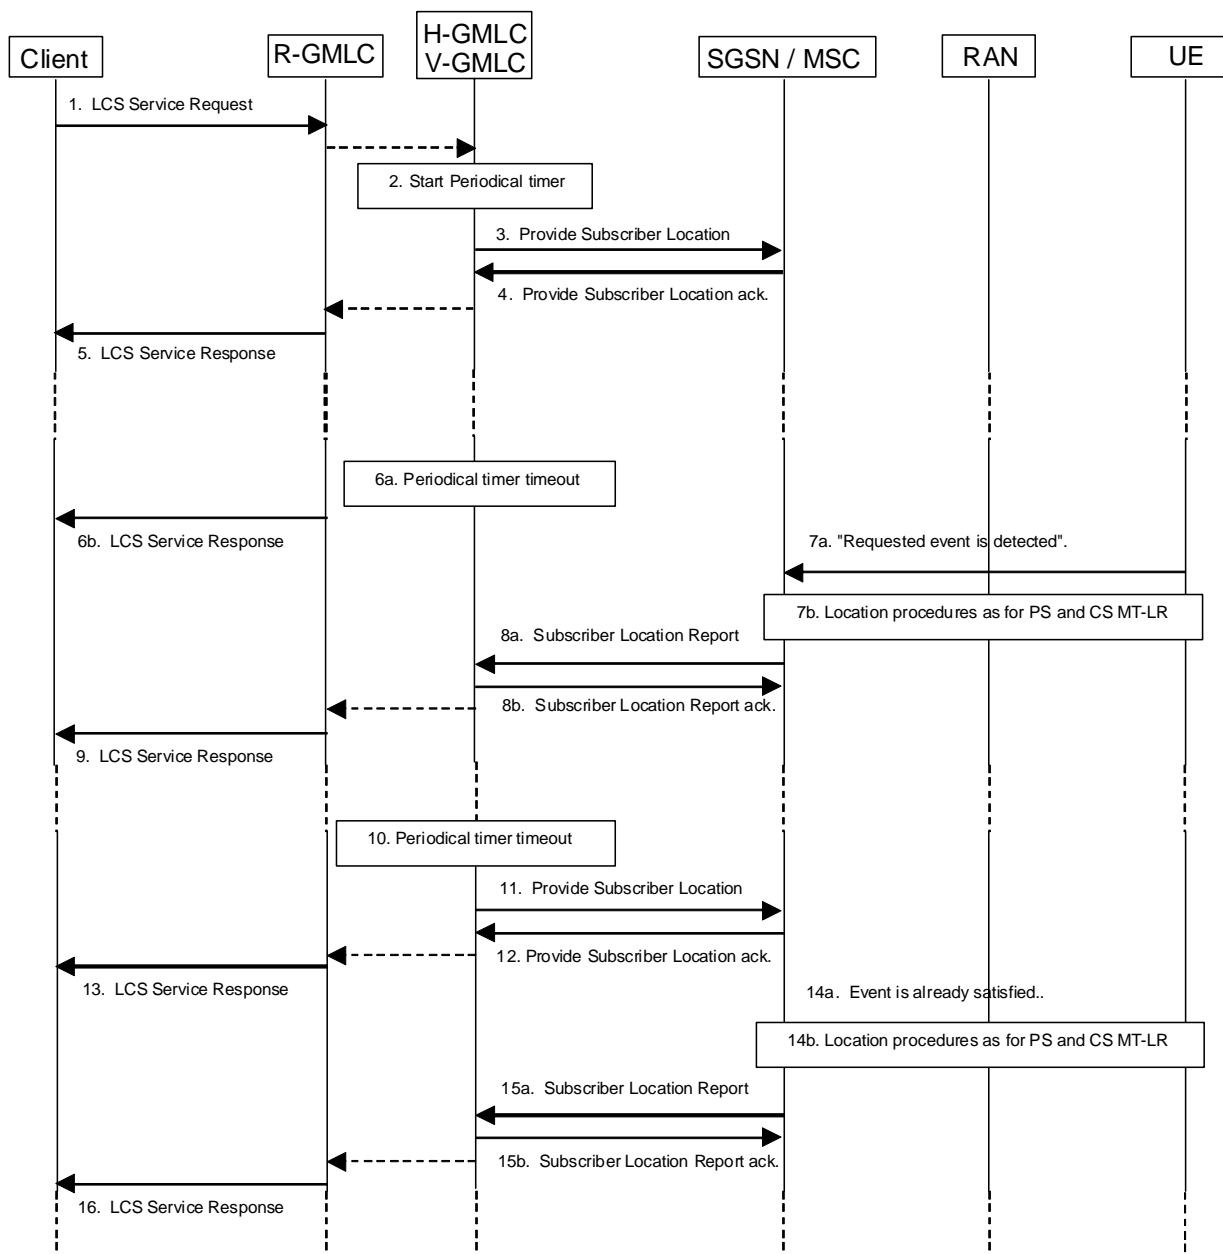 Client
R-GMLC
H-GMLC
V-GMLC
SGSN / MSC
RAN
UE
1. LCS Service Request
2. Start Periodical timer
3. Provide Subscriber Location
4. Provide Subscriber Location ack.
5. LCS Service Response
6a. Periodical timer timeout
6b. LCS Service Response
7a. "Requested event is detected".
7b. Location procedures as for PS and CS MT-LR
8a. Subscriber Location Report
8b. Subscriber Location Report ack.
9. LCS Service Response
10. Periodical timer timeout
11. Provide Subscriber Location
12. Provide Subscriber Location ack.
13. LCS Service Response
14a. Event is already satisfied..
14b. Location procedures as for PS and CS MT-LR
15a. Subscriber Location Report
15b. Subscriber Location Report ack.
16. LCS Service Response